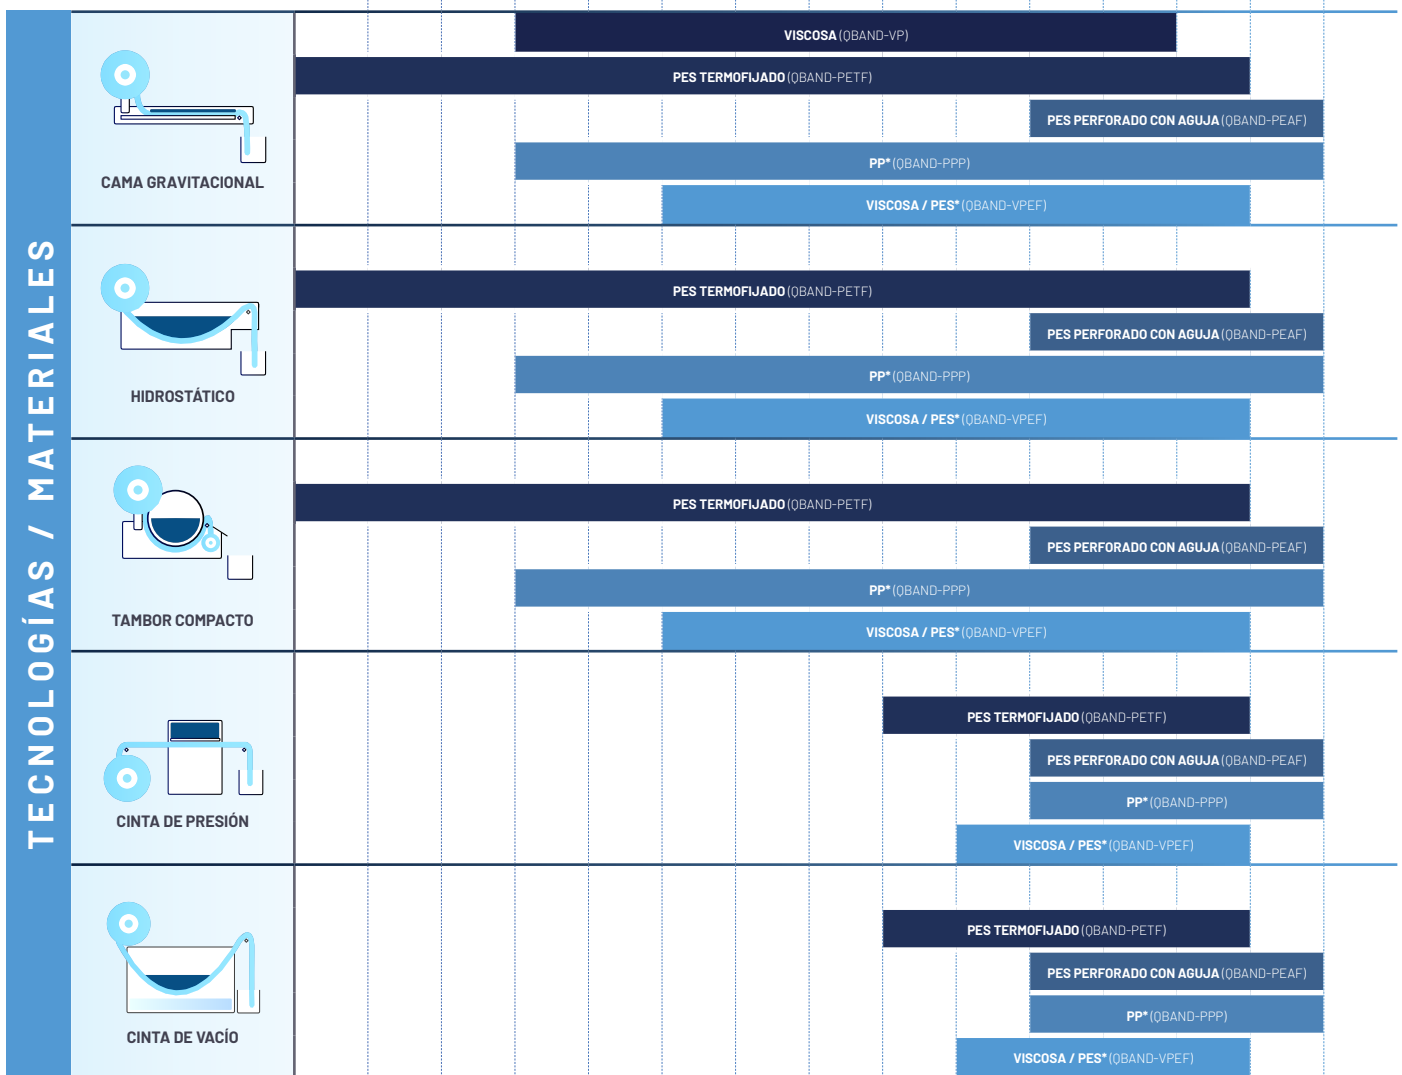 TECNOLOGÍAS / MATERIALES
CAMA GRAVITACIONAL
VISCOSA (QBAND-VP)
PES TERMOFIJADO (QBAND-PETF)
PES PERFORADO CON AGUJA (QBAND-PEAF)
PP* (QBAND-PPP)
VISCOSA / PES* (QBAND-VPEF)
HIDROSTÁTICO
PES TERMOFIJADO (QBAND-PETF)
PES PERFORADO CON AGUJA (QBAND-PEAF)
PP* (QBAND-PPP)
VISCOSA / PES* (QBAND-VPEF)
TAMBOR COMPACTO
PES TERMOFIJADO (QBAND-PETF)
PES PERFORADO CON AGUJA (QBAND-PEAF)
PP* (QBAND-PPP)
VISCOSA / PES* (QBAND-VPEF)
CINTA DE PRESIÓN
PES TERMOFIJADO (QBAND-PETF)
PES PERFORADO CON AGUJA (QBAND-PEAF)
PP* (QBAND-PPP)
VISCOSA / PES* (QBAND-VPEF)
CINTA DE VACÍO
PES TERMOFIJADO (QBAND-PETF)
PES PERFORADO CON AGUJA (QBAND-PEAF)
PP* (QBAND-PPP)
VISCOSA / PES* (QBAND-VPEF)